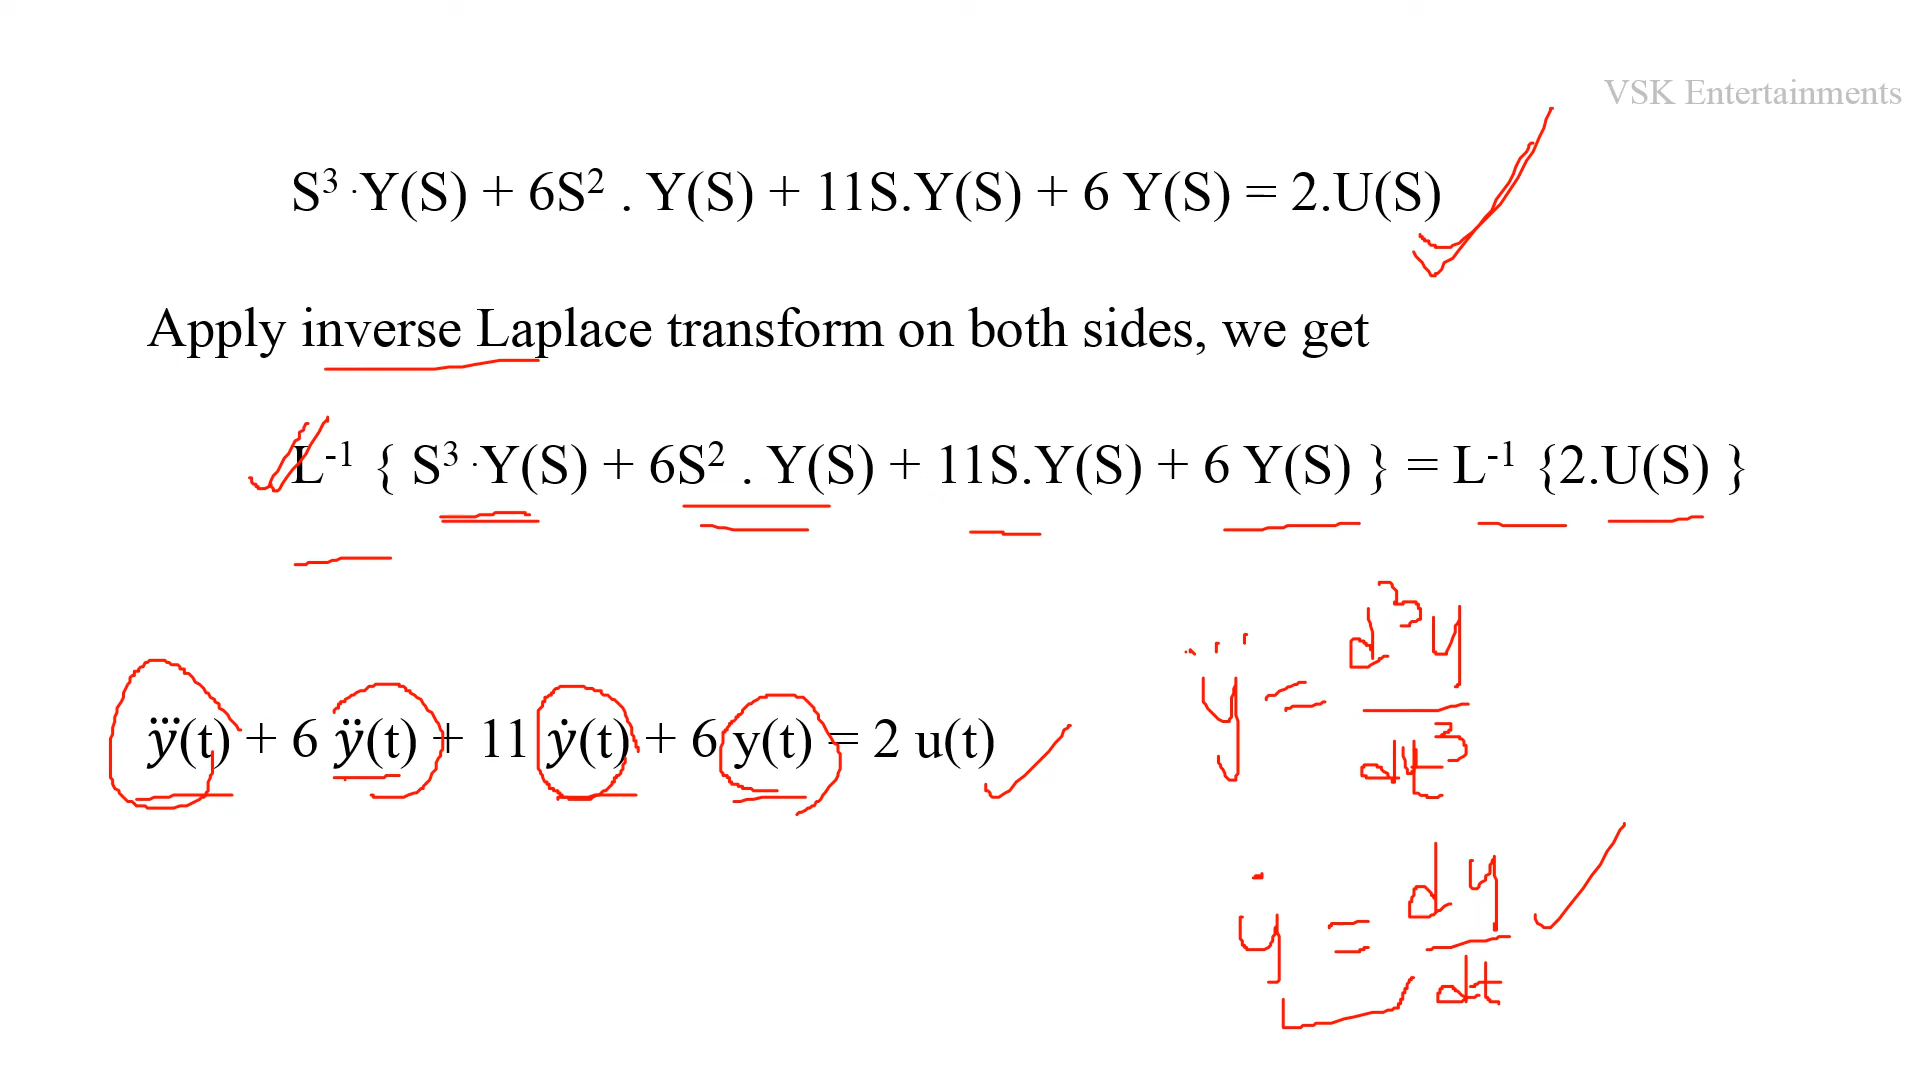 VSK Entertainments
S³ ·Y(S) + 6S² . Y(S) + 11S.Y(S) + 6 Y(S) = 2.U(S)
Apply inverse Laplace transform on both sides, we get
L⁻¹ { S³ ·Y(S) + 6S² . Y(S) + 11S.Y(S) + 6 Y(S) } = L⁻¹ {2.U(S) }
y⃛(t) + 6 ÿ(t) + 11 ẏ(t) + 6 y(t) = 2 u(t)
y⃛ = d³y/dt³
ẏ = dy/dt